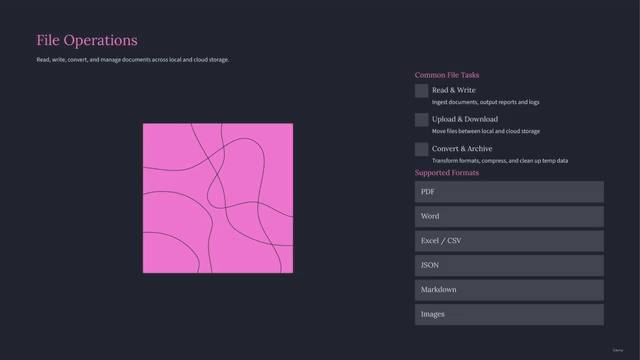 File Operations
Read, write, convert, and manage documents across local and cloud storage.
Common File Tasks
Read & Write
Ingest documents, output reports and logs
Upload & Download
Move files between local and cloud storage
Convert & Archive
Transform formats, compress, and clean up temp data
Supported Formats
PDF
Word
Excel / CSV
JSON
Markdown
Images